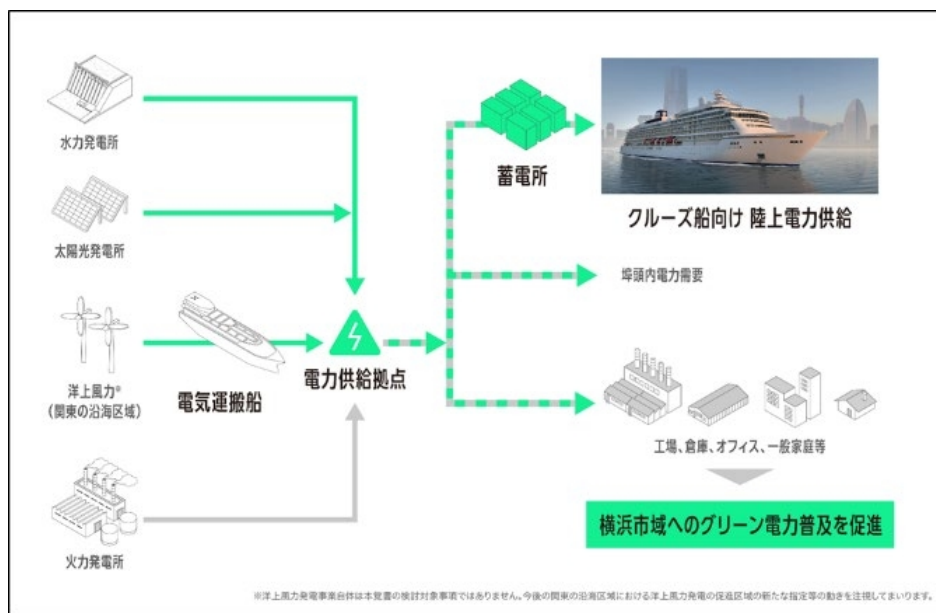 水力発電所
太陽光発電所
洋上風力※
（関東の沿海区域）
電気運搬船
電力供給拠点
火力発電所
蓄電所
クルーズ船向け 陸上電力供給
埠頭内電力需要
工場、倉庫、オフィス、一般家庭等
横浜市域へのグリーン電力普及を促進
※洋上風力発電事業自体は本覚書の検討対象事項ではありません。今後の関東の沿海区域における洋上風力発電の促進区域の新たな指定等の動きを注視してまいります。